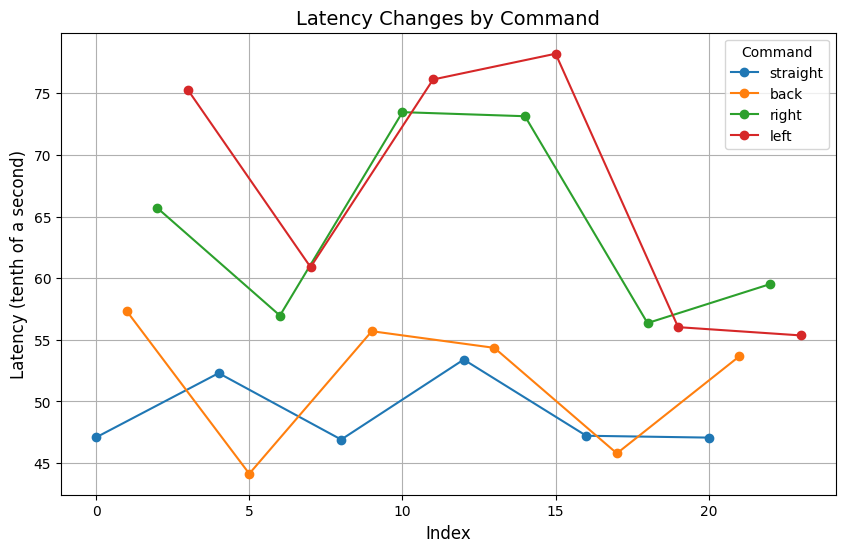 Latency Changes by Command
Command
straight
back
right
left
Latency (tenth of a second)
75
70
65
60
55
50
45
0
5
10
15
20
Index